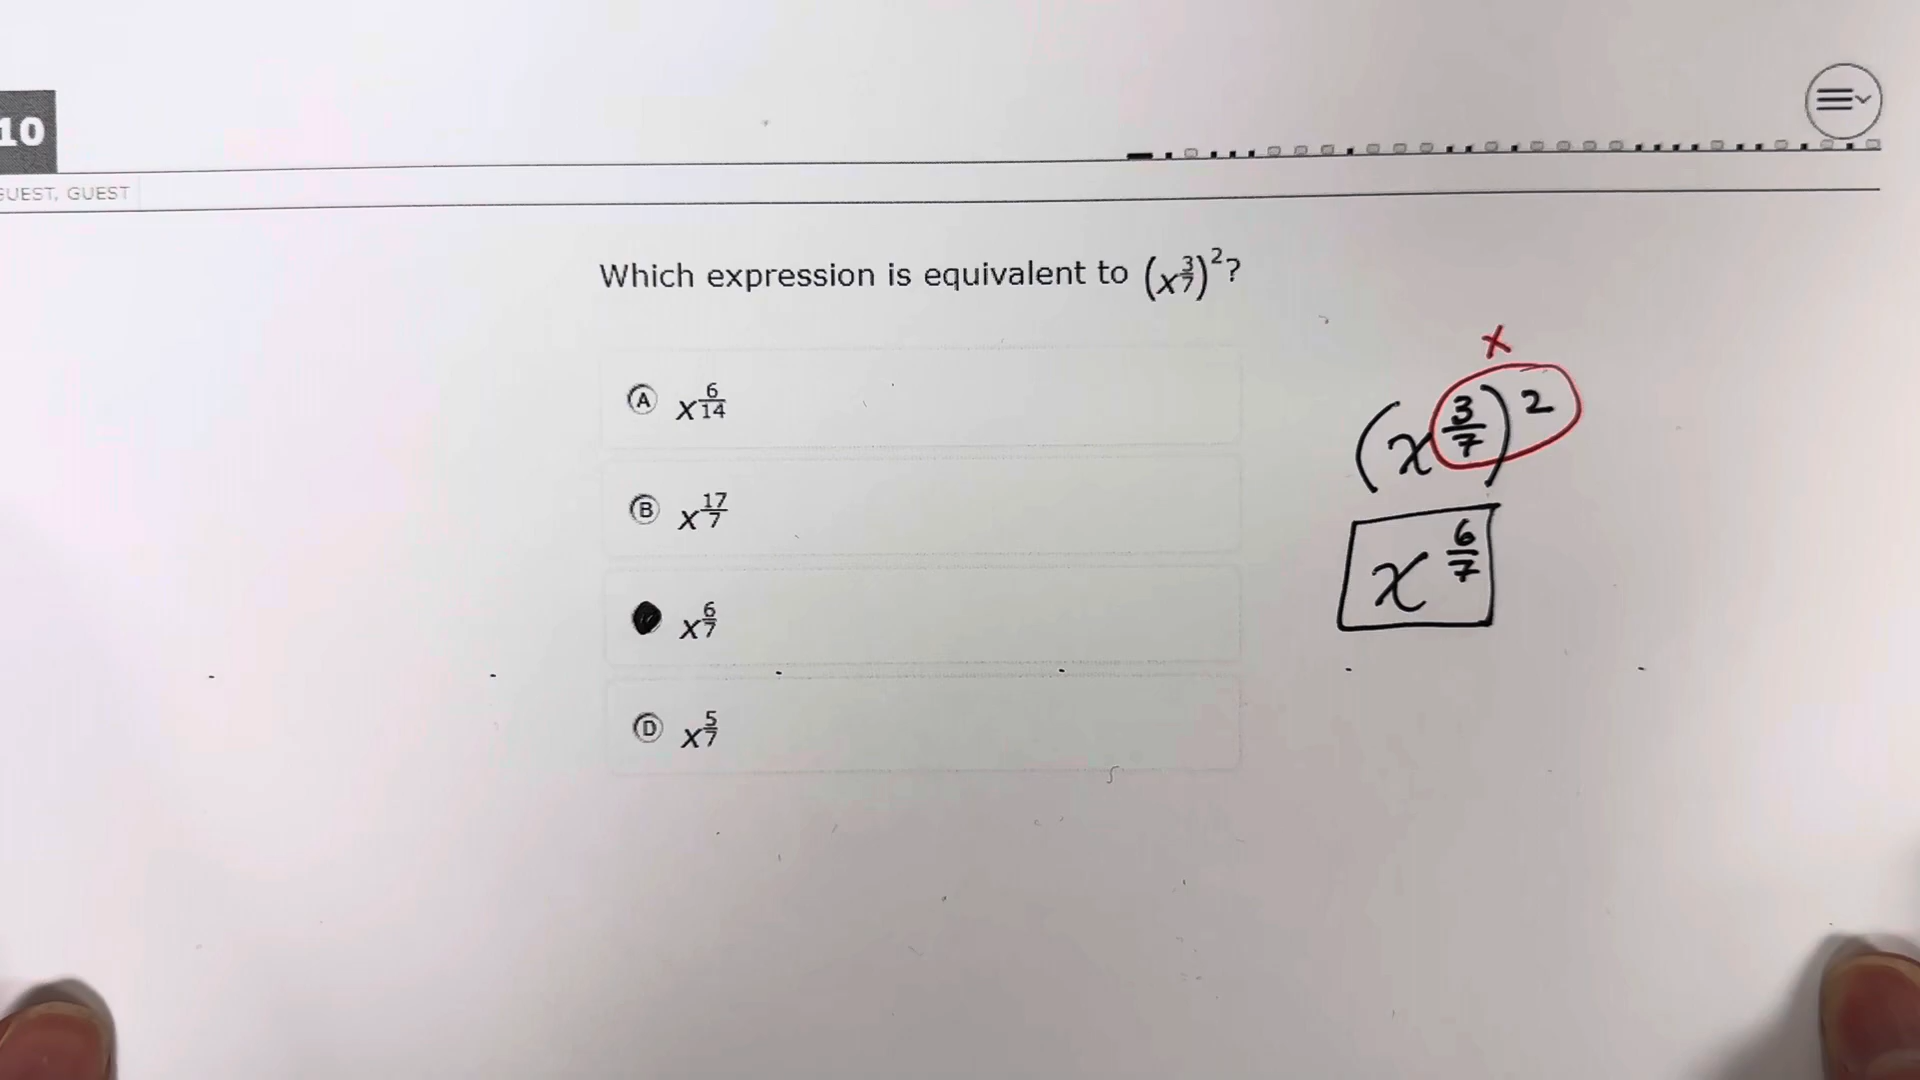 10
GUEST, GUEST
Which expression is equivalent to (x^{3/7})^2?
A x^{6/14}
B x^{17/7}
x^{6/7}
D x^{5/7}
x
(x^{3/7})^2
x^{6/7}